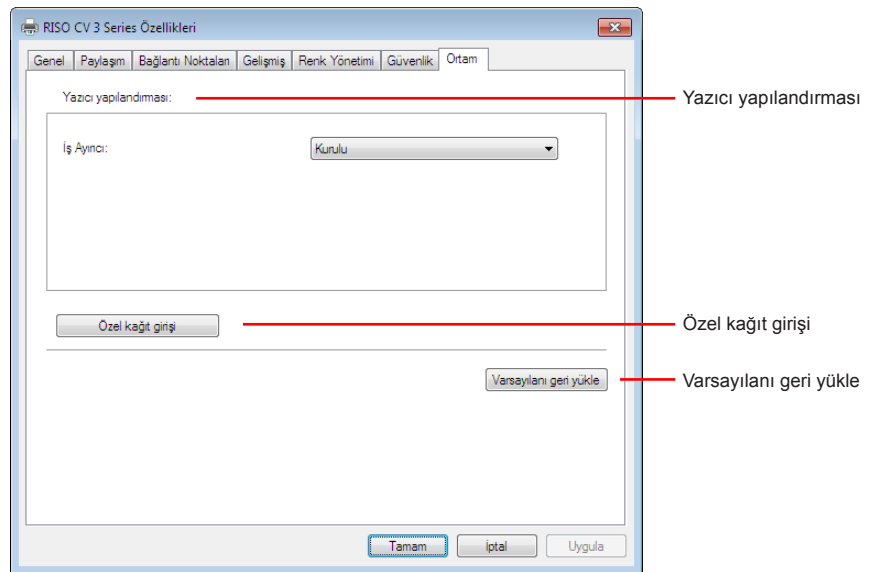 RISO CV 3 Series Özellikleri
Genel Paylaşım Bağlantı Noktaları Gelişmiş Renk Yönetimi Güvenlik Ortam
Yazıcı yapılandırması:
Yazıcı yapılandırması
İş Ayırıcı: Kurulu
Özel kağıt girişi
Özel kağıt girişi
Varsayılanı geri yükle
Varsayılanı geri yükle
Tamam İptal Uygula